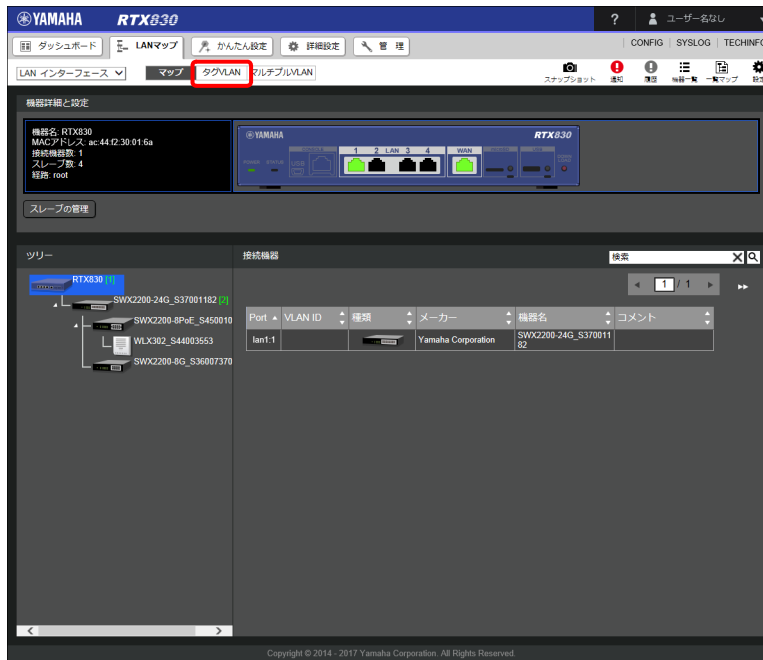 YAMAHA RTX830 ? ユーザー名なし
ダッシュボード LANマップ かんたん設定 詳細設定 管 理 CONFIG SYSLOG TECHINFO
LAN インターフェース マップ タグVLAN マルチプルVLAN スナップショット 通知 履歴 機器一覧 一覧マップ
機器詳細と設定
機器名: RTX830
MACアドレス: ac:44:f2:30:01:6a
接続機器数: 1
スレーブ数: 4
経路: root
YAMAHA RTX830
1 2 LAN 3 4 WAN
POWER STATUS USB
スレーブの管理
ツリー 接続機器 検索
RTX830 [1]
SWX2200-24G_S37001182 [2]
SWX2200-8PoE_S450010
WLX302_S44003553
SWX2200-8G_S36007370
1 / 1
Port VLAN ID 種類 メーカー 機器名 コメント
lan1:1 Yamaha Corporation SWX2200-24G_S370011
82
Copyright © 2014 - 2017 Yamaha Corporation. All Rights Reserved.